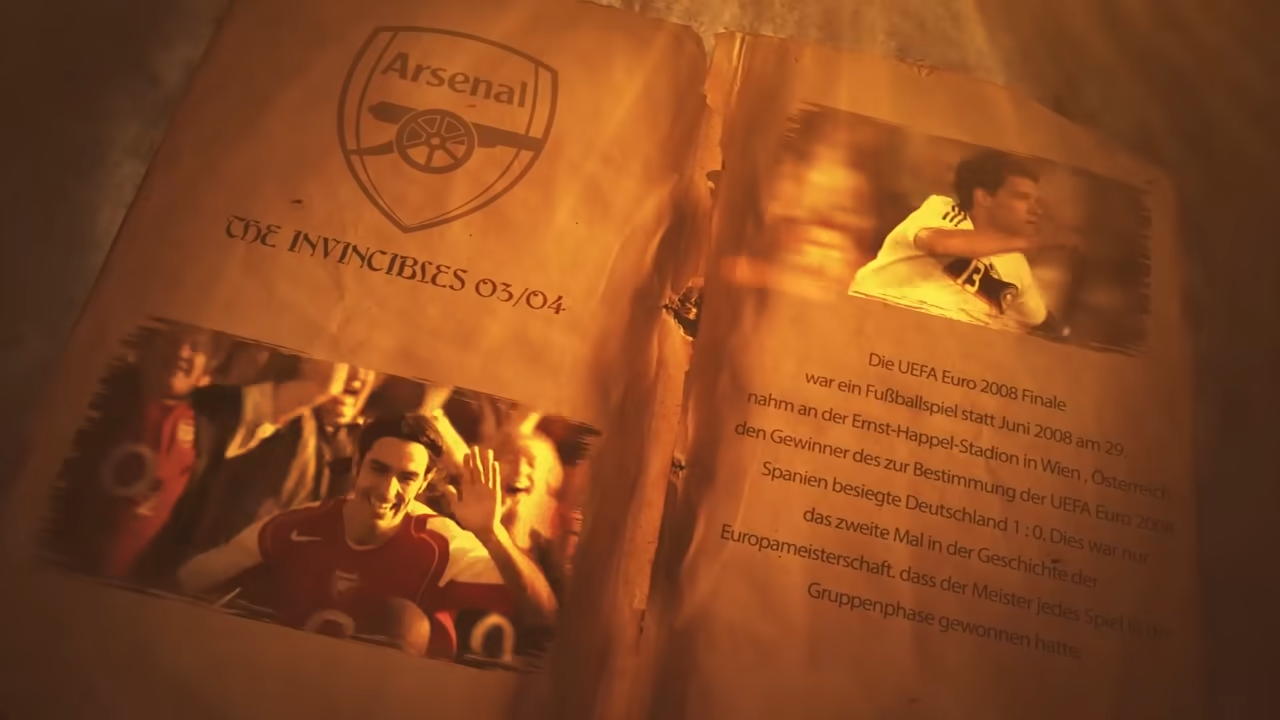 Arsenal
THE INVINCIBLES 03/04
13
Die UEFA Euro 2008 Finale
war ein Fußballspiel statt Juni 2008 am 29.
nahm an der Ernst-Happel-Stadion in Wien , Österreich
den Gewinner des zur Bestimmung der UEFA Euro 2008
Spanien besiegte Deutschland 1 : 0. Dies war nur
das zweite Mal in der Geschichte der
Europameisterschaft. dass der Meister jedes Spiel in der
Gruppenphase gewonnen hatte.